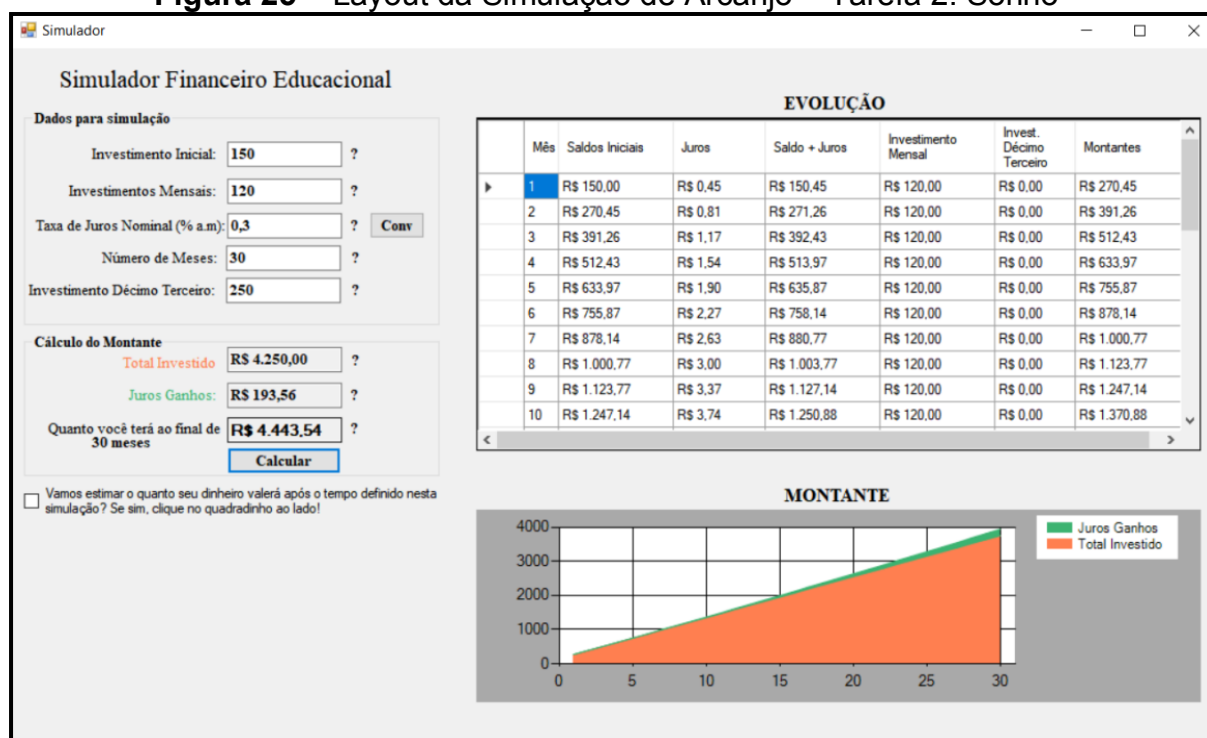 Figura 28 – Layout da Simulação de Arcanjo – Tarefa 2: Sonho
Simulador
Simulador Financeiro Educacional
Dados para simulação
Investimento Inicial: 150 ?
Investimentos Mensais: 120 ?
Taxa de Juros Nominal (% a.m): 0,3 ? Conv
Número de Meses: 30 ?
Investimento Décimo Terceiro: 250 ?
Cálculo do Montante
Total Investido R$ 4.250,00 ?
Juros Ganhos: R$ 193,56 ?
Quanto você terá ao final de
30 meses
R$ 4.443,54 ?
Calcular
Vamos estimar o quanto seu dinheiro valerá após o tempo definido nesta
simulação? Se sim, clique no quadradinho ao lado!
EVOLUÇÃO
Mês Saldos Iniciais Juros Saldo + Juros Investimento Mensal Invest. Décimo Terceiro Montantes
1 R$ 150,00 R$ 0,45 R$ 150,45 R$ 120,00 R$ 0,00 R$ 270,45
2 R$ 270,45 R$ 0,81 R$ 271,26 R$ 120,00 R$ 0,00 R$ 391,26
3 R$ 391,26 R$ 1,17 R$ 392,43 R$ 120,00 R$ 0,00 R$ 512,43
4 R$ 512,43 R$ 1,54 R$ 513,97 R$ 120,00 R$ 0,00 R$ 633,97
5 R$ 633,97 R$ 1,90 R$ 635,87 R$ 120,00 R$ 0,00 R$ 755,87
6 R$ 755,87 R$ 2,27 R$ 758,14 R$ 120,00 R$ 0,00 R$ 878,14
7 R$ 878,14 R$ 2,63 R$ 880,77 R$ 120,00 R$ 0,00 R$ 1.000,77
8 R$ 1.000,77 R$ 3,00 R$ 1.003,77 R$ 120,00 R$ 0,00 R$ 1.123,77
9 R$ 1.123,77 R$ 3,37 R$ 1.127,14 R$ 120,00 R$ 0,00 R$ 1.247,14
10 R$ 1.247,14 R$ 3,74 R$ 1.250,88 R$ 120,00 R$ 0,00 R$ 1.370,88
MONTANTE
4000
3000
2000
1000
0
0 5 10 15 20 25 30
Juros Ganhos
Total Investido